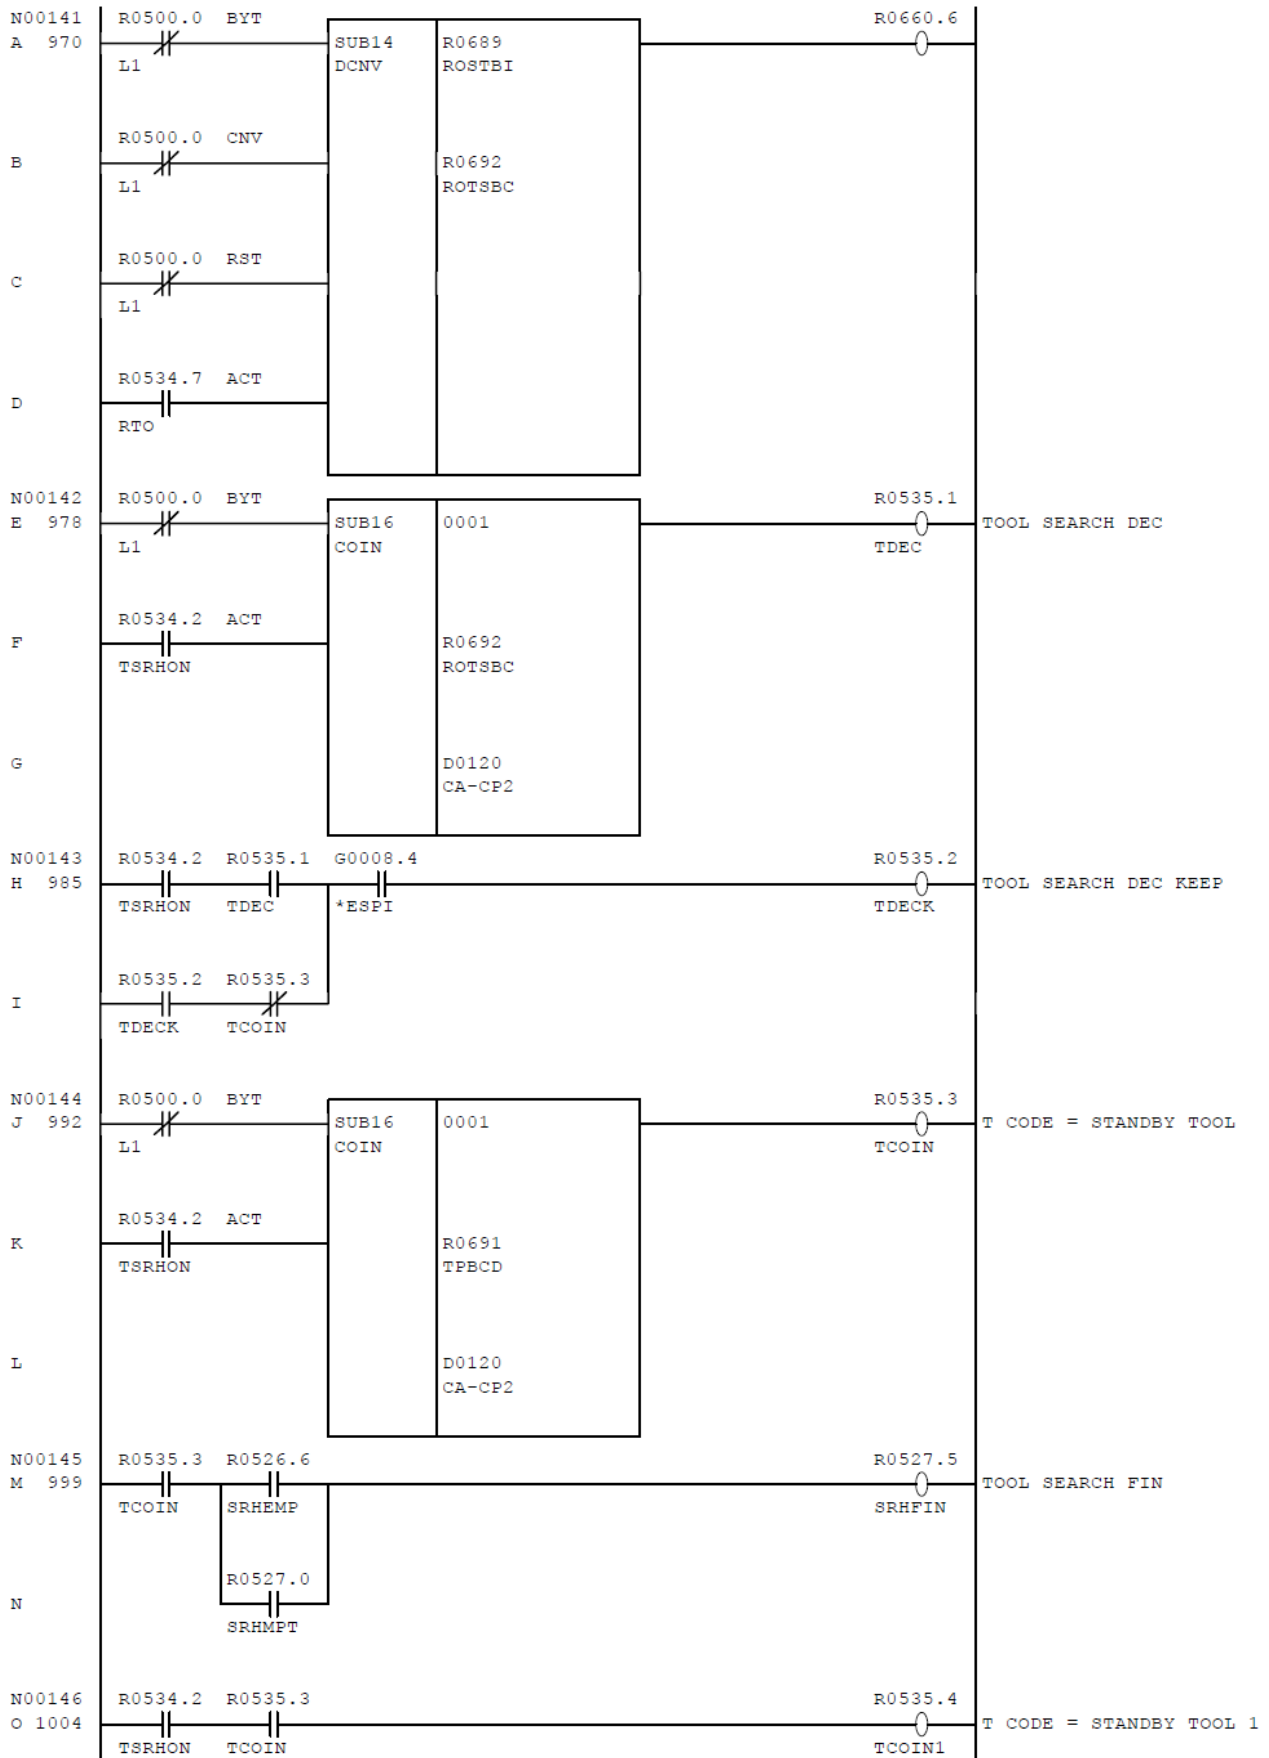 N00141 R0500.0 BYT R0660.6
A 970 SUB14 R0689
L1 DCNV ROSTBI
R0500.0 CNV
B R0692
L1 ROTSBC
R0500.0 RST
C
L1
R0534.7 ACT
D
RTO
N00142 R0500.0 BYT R0535.1
E 978 SUB16 0001 TOOL SEARCH DEC
L1 COIN TDEC
R0534.2 ACT
F R0692
TSRHON ROTSBC
G D0120
CA-CP2
N00143 R0534.2 R0535.1 G0008.4 R0535.2
H 985 TOOL SEARCH DEC KEEP
TSRHON TDEC *ESPI TDECK
R0535.2 R0535.3
I
TDECK TCOIN
N00144 R0500.0 BYT R0535.3
J 992 SUB16 0001 T CODE = STANDBY TOOL
L1 COIN TCOIN
R0534.2 ACT
K R0691
TSRHON TPBCD
L D0120
CA-CP2
N00145 R0535.3 R0526.6 R0527.5
M 999 TOOL SEARCH FIN
TCOIN SRHEMP SRHFIN
R0527.0
N
SRHMPT
N00146 R0534.2 R0535.3 R0535.4
O 1004 T CODE = STANDBY TOOL 1
TSRHON TCOIN TCOIN1